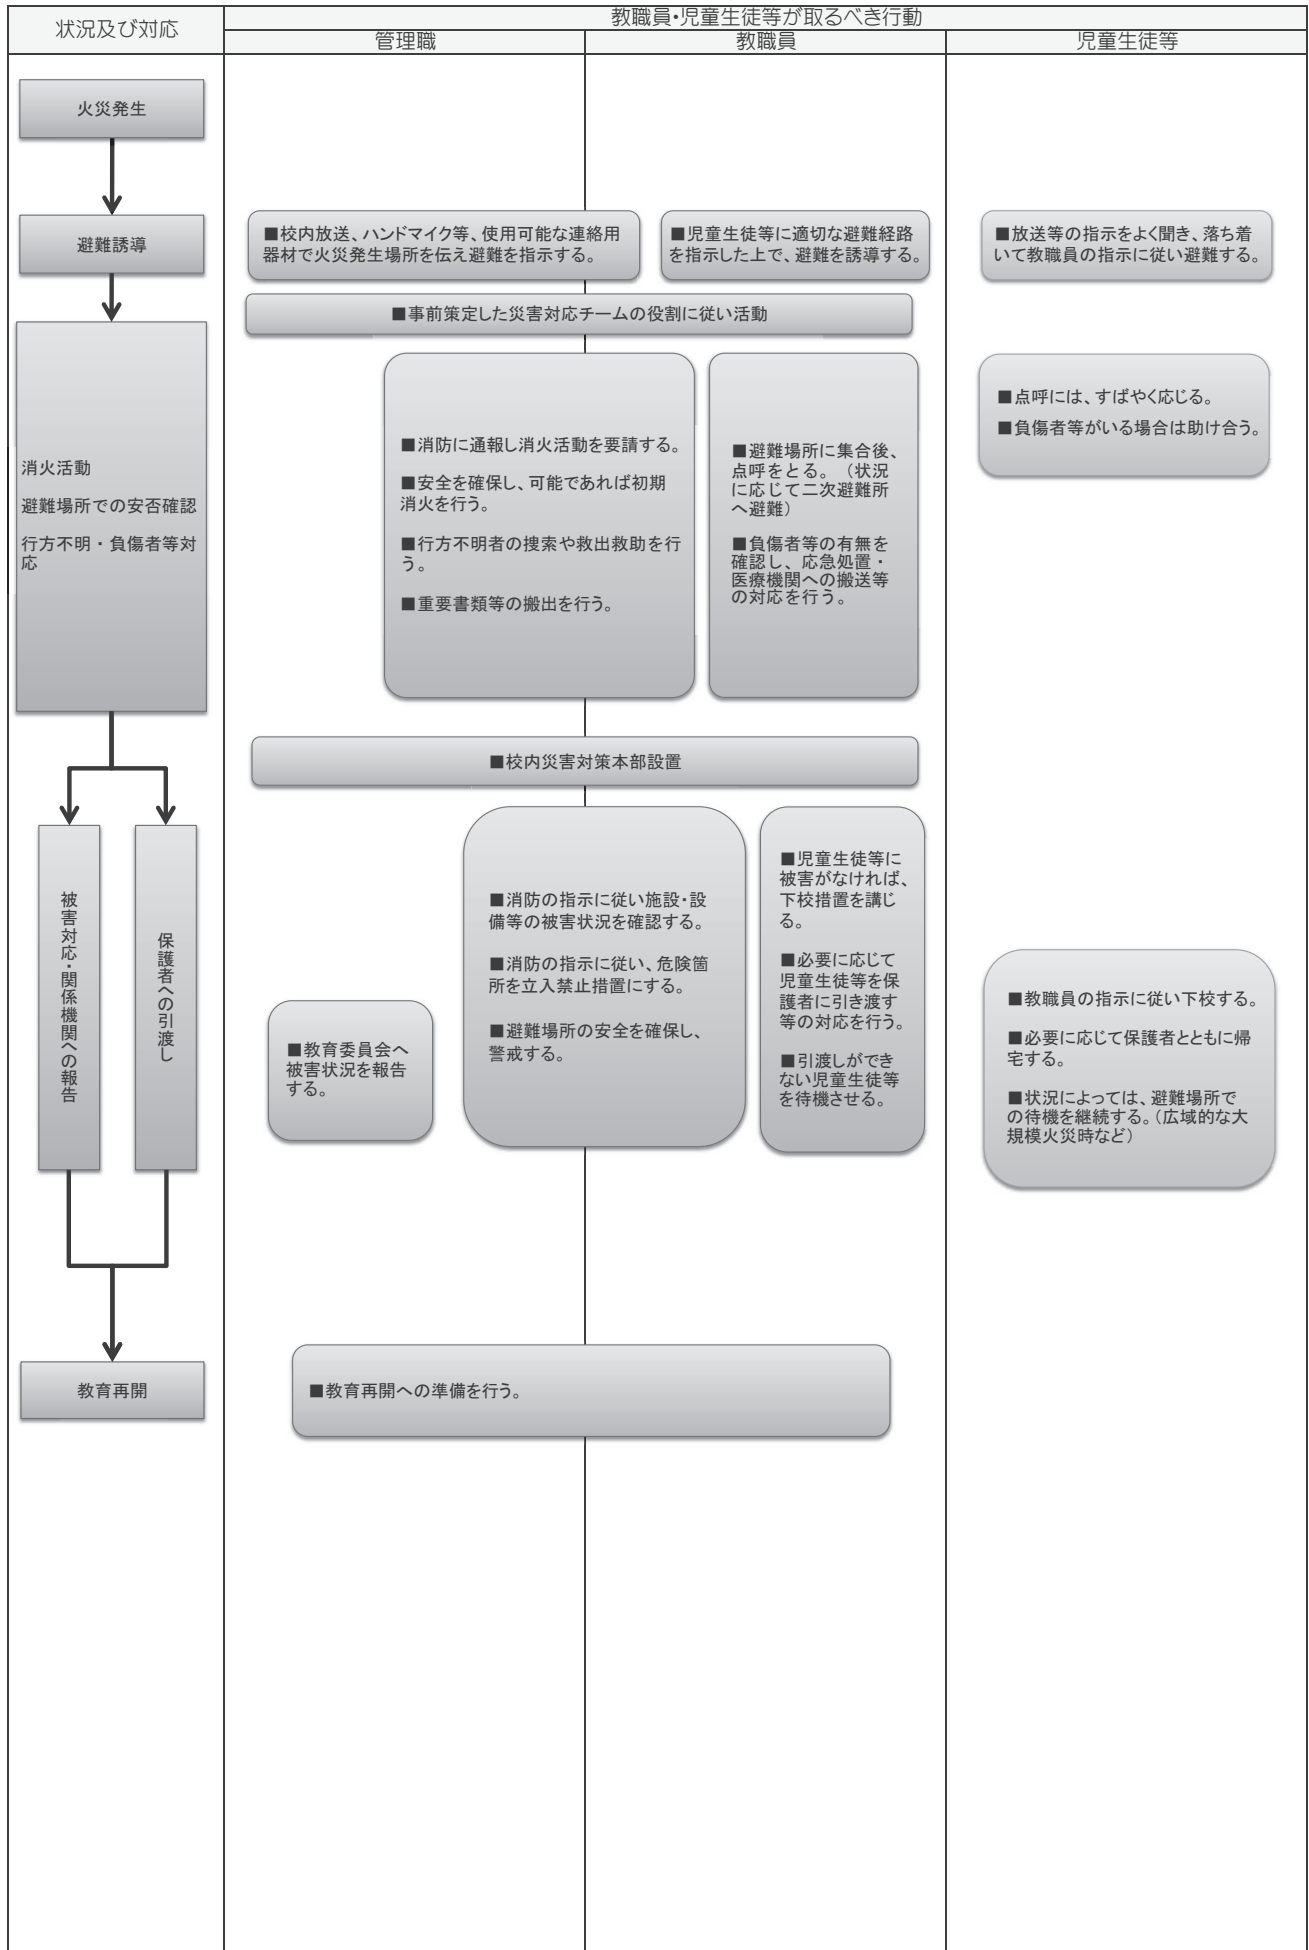 状況及び対応
教職員・児童生徒等が取るべき行動
管理職
教職員
児童生徒等
火災発生
避難誘導
■校内放送、ハンドマイク等、使用可能な連絡用
器材で火災発生場所を伝え避難を指示する。
■児童生徒等に適切な避難経路
を指示した上で、避難を誘導する。
■放送等の指示をよく聞き、落ち着
いて教職員の指示に従い避難する。
■事前策定した災害対応チームの役割に従い活動
消火活動
避難場所での安否確認
行方不明・負傷者等対
応
■消防に通報し消火活動を要請する。
■安全を確保し、可能であれば初期
消火を行う。
■行方不明者の捜索や救出救助を行
う。
■重要書類等の搬出を行う。
■避難場所に集合後、
点呼をとる。（状況
に応じて二次避難所
へ避難）
■負傷者等の有無を
確認し、応急処置・
医療機関への搬送等
の対応を行う。
■点呼には、すばやく応じる。
■負傷者等がいる場合は助け合う。
■校内災害対策本部設置
被害対応・関係機関への報告
保護者への引渡し
■教育委員会へ
被害状況を報告
する。
■消防の指示に従い施設・設
備等の被害状況を確認する。
■消防の指示に従い、危険箇
所を立入禁止措置にする。
■避難場所の安全を確保し、
警戒する。
■児童生徒等に
被害がなければ、
下校措置を講じ
る。
■必要に応じて
児童生徒等を保
護者に引き渡す
等の対応を行う。
■引渡しができ
ない児童生徒等
を待機させる。
■教職員の指示に従い下校する。
■必要に応じて保護者とともに帰
宅する。
■状況によっては、避難場所で
の待機を継続する。（広域的な大
規模火災時など）
教育再開
■教育再開への準備を行う。